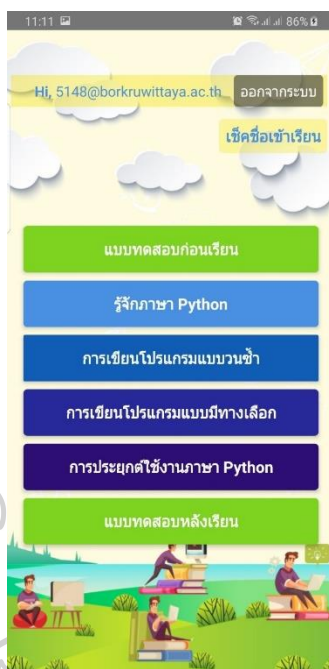 11:11 86%
Hi, 5148@borkruwittaya.ac.th ออกจากระบบ
เช็คชื่อเข้าเรียน
แบบทดสอบก่อนเรียน
รู้จักภาษา Python
การเขียนโปรแกรมแบบวนซ้ำ
การเขียนโปรแกรมแบบมีทางเลือก
การประยุกต์ใช้งานภาษา Python
แบบทดสอบหลังเรียน